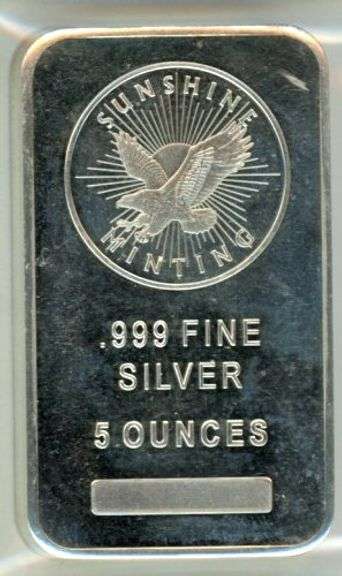 SUNSHINE
MINTING
.999 FINE
SILVER
5 OUNCES